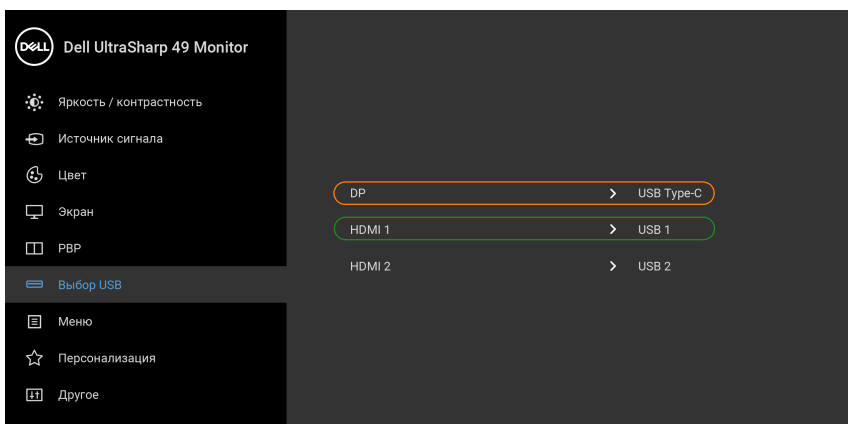 DELL Dell UltraSharp 49 Monitor
Яркость / контрастность
Источник сигнала
Цвет
Экран
PBP
Выбор USB
Меню
Персонализация
Другое
DP > USB Type-C
HDMI 1 > USB 1
HDMI 2 > USB 2